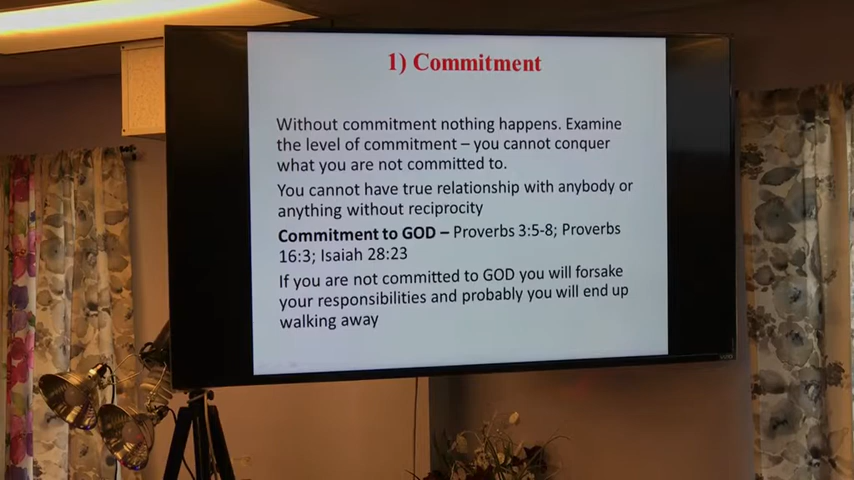 1) Commitment
Without commitment nothing happens. Examine
the level of commitment – you cannot conquer
what you are not committed to.
You cannot have true relationship with anybody or
anything without reciprocity
Commitment to GOD – Proverbs 3:5-8; Proverbs
16:3; Isaiah 28:23
If you are not committed to GOD you will forsake
your responsibilities and probably you will end up
walking away